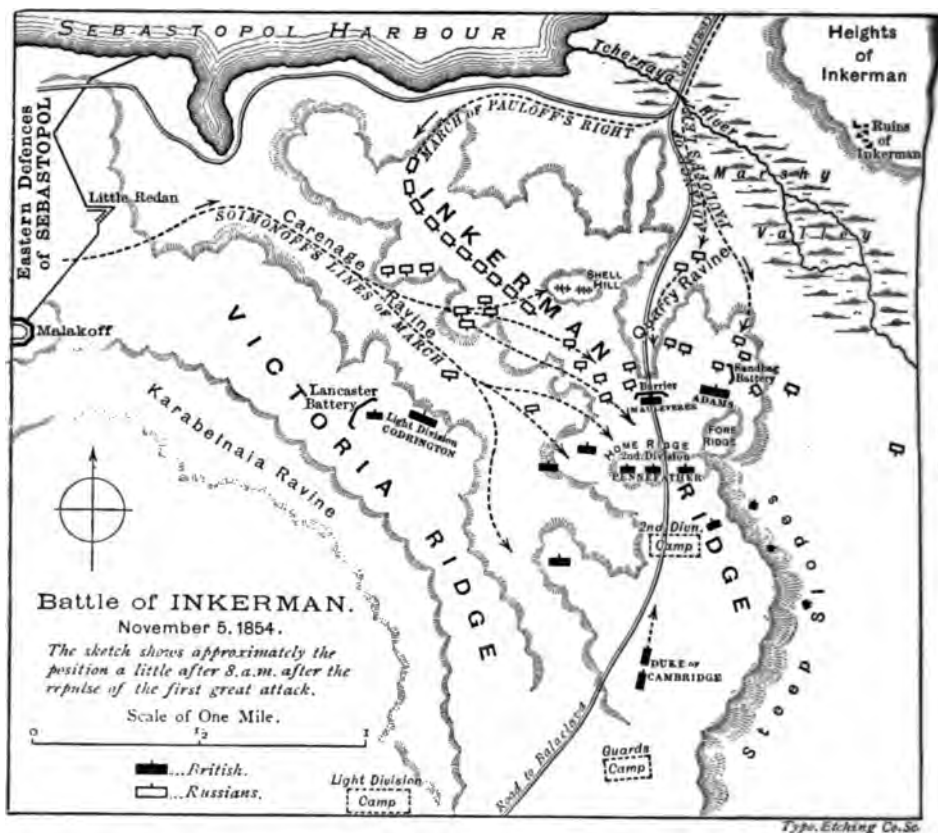 SEBASTOPOL HARBOUR
Heights
of
Inkerman
Tchernaya River
Ruins
of
Inkerman
Marshy
Valley
MARCH OF PAULOFF'S RIGHT
Eastern Defences
of SEBASTOPOL
Little Redan
Malakoff
Carenage Ravine
SOIMONOFF'S LINES OF MARCH
INKERMAN RIDGE
SHELL
HILL
Quarry Ravine
Sandbag
Battery
Barrier
MAULEVERER
ADAMS
FORE
RIDGE
HOME RIDGE
2nd Division
PENNEFATHER
VICTORIA RIDGE
Lancaster
Battery
Light Division
CODRINGTON
Karabelnaia Ravine
2nd Divn.
Camp
Steep Slopes
DUKE OF
CAMBRIDGE
Road to Balaclava
Guards
Camp
Light Division
Camp
Battle of INKERMAN.
November 5. 1854.
The sketch shows approximately the
position a little after 8.a.m. after the
repulse of the first great attack.
Scale of One Mile.
0 1/2 1
...British.
...Russians.
Typo. Etching Co. Sc.